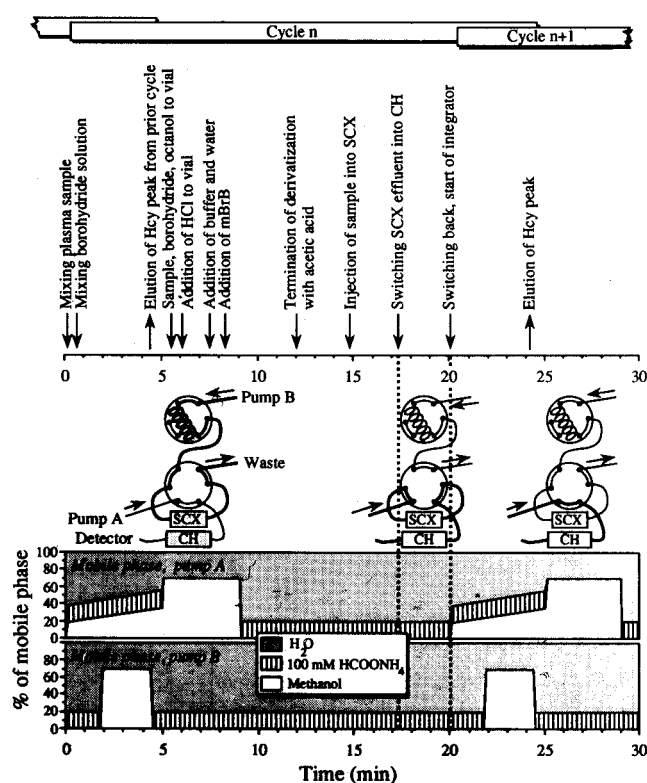 Cycle n
Cycle n+1
Mixing plasma sample
Mixing borohydride solution
Elution of Hcy peak from prior cycle
Sample, borohydride, octanol to vial
Addition of HCl to vial
Addition of buffer and water
Addition of mBrB
Termination of derivatization
with acetic acid
Injection of sample into SCX
Switching SCX effluent into CH
Switching back, start of integrator
Elution of Hcy peak
0 5 10 15 20 25 30
Pump B
Waste
Pump A
SCX SCX SCX
Detector
CH CH CH
% of mobile phase
100
80
60
40
20
0
Mobile phase, pump A
100
80
60
40
20
0
Mobile phase, pump B
H2O
100 mM HCOONH4
Methanol
0 5 10 15 20 25 30
Time (min)